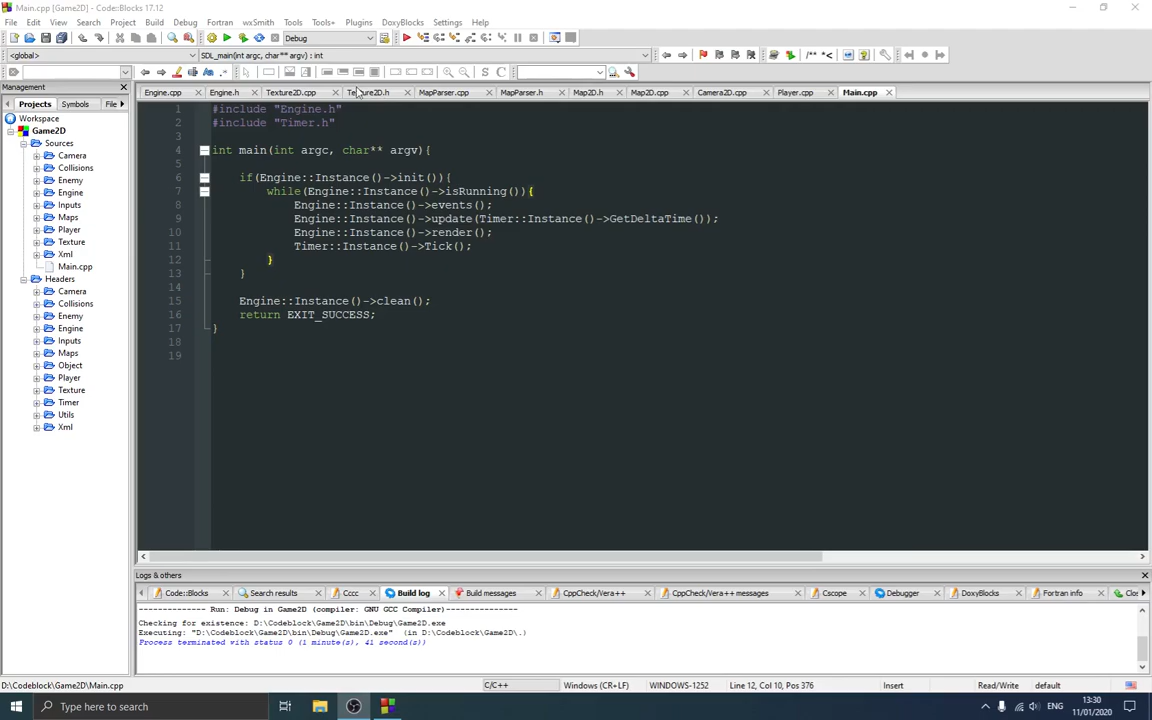 Main.cpp [Game2D] - Code::Blocks 17.12
File Edit View Search Project Build Debug Fortran wxSmith Tools Tools+ Plugins DoxyBlocks Settings Help
Debug
<global> SDL_main(int argc, char** argv) : int
/** *<
S C
Management
Projects Symbols File
Workspace
Game2D
Sources
Camera
Collisions
Enemy
Engine
Inputs
Maps
Player
Texture
Xml
Main.cpp
Headers
Camera
Collisions
Enemy
Engine
Inputs
Maps
Object
Player
Texture
Timer
Utils
Xml
Engine.cpp Engine.h Texture2D.cpp Texture2D.h MapParser.cpp MapParser.h Map2D.h Map2D.cpp Camera2D.cpp Player.cpp Main.cpp
1 #include "Engine.h"
2 #include "Timer.h"
3
4 int main(int argc, char** argv){
5
6 if(Engine::Instance()->init()){
7 while(Engine::Instance()->isRunning()){
8 Engine::Instance()->events();
9 Engine::Instance()->update(Timer::Instance()->GetDeltaTime());
10 Engine::Instance()->render();
11 Timer::Instance()->Tick();
12 }
13 }
14
15 Engine::Instance()->clean();
16 return EXIT_SUCCESS;
17 }
18
19
Logs & others
Code::Blocks Search results Cccc Build log Build messages CppCheck/Vera++ CppCheck/Vera++ messages Cscope Debugger DoxyBlocks Fortran info Clos
-------------- Run: Debug in Game2D (compiler: GNU GCC Compiler)---------------
Checking for existence: D:\Codeblock\Game2D\bin\Debug\Game2D.exe
Executing: "D:\Codeblock\Game2D\bin\Debug\Game2D.exe" (in D:\Codeblock\Game2D\.)
Process terminated with status 0 (1 minute(s), 41 second(s))
D:\Codeblock\Game2D\Main.cpp C/C++ Windows (CR+LF) WINDOWS-1252 Line 12, Col 10, Pos 376 Insert Read/Write default
Type here to search
ENG
13:30
11/01/2020